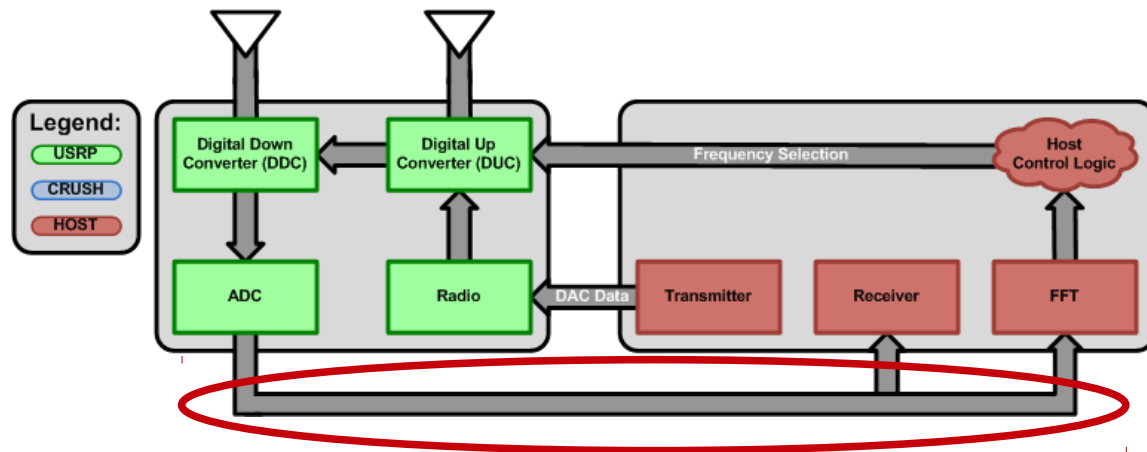 Legend:
USRP
CRUSH
HOST
Digital Down
Converter (DDC)
Digital Up
Converter (DUC)
Frequency Selection
Host
Control Logic
ADC
Radio
DAC Data
Transmitter
Receiver
FFT